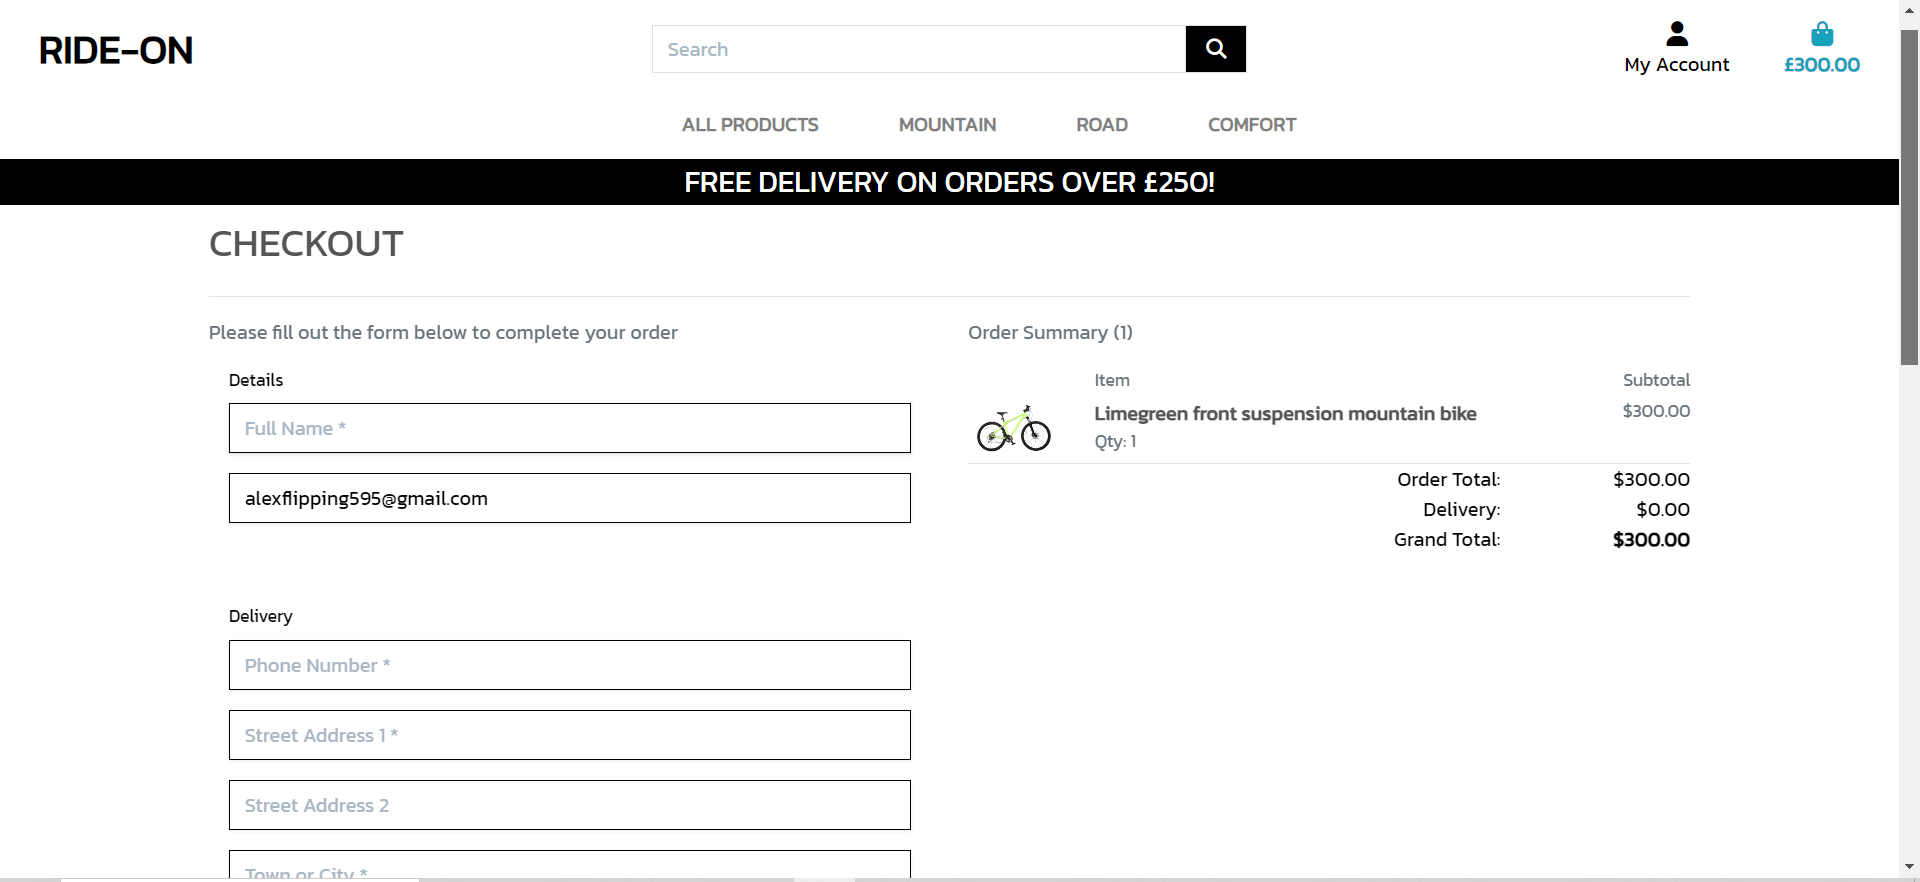 RIDE-ON
Search
My Account
£300.00
ALL PRODUCTS MOUNTAIN ROAD COMFORT
FREE DELIVERY ON ORDERS OVER £250!
CHECKOUT
Please fill out the form below to complete your order
Details
Full Name *
alexflipping595@gmail.com
Delivery
Phone Number *
Street Address 1 *
Street Address 2
Town or City *
Order Summary (1)
Item Subtotal
Limegreen front suspension mountain bike $300.00
Qty: 1
Order Total: $300.00
Delivery: $0.00
Grand Total: $300.00